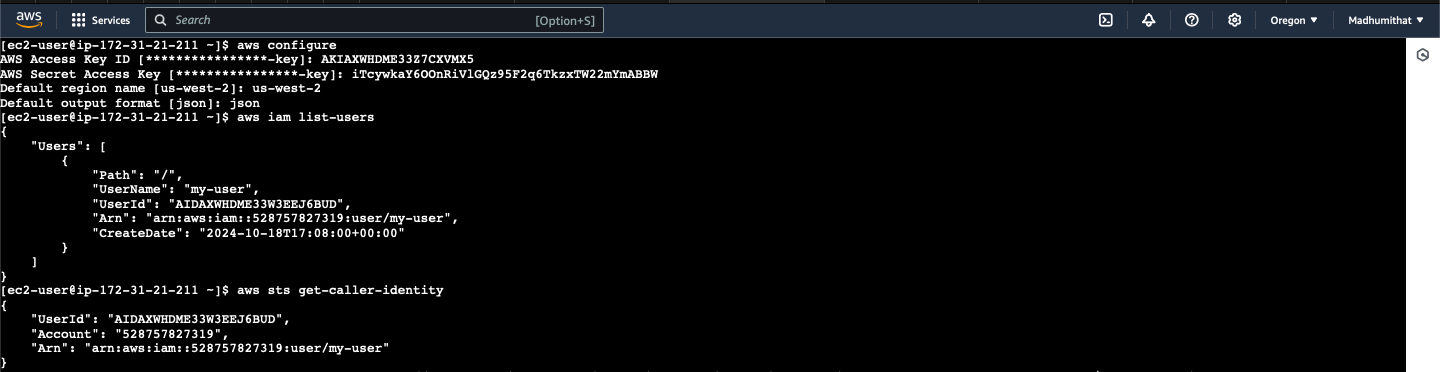 aws
Services
Search
[Option+S]
Oregon
Madhumithat
[ec2-user@ip-172-31-21-211 ~]$ aws configure
AWS Access Key ID [****************-key]: AKIAXWHDME33Z7CXVMX5
AWS Secret Access Key [****************-key]: 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
Default region name [us-west-2]: us-west-2
Default output format [json]: json
[ec2-user@ip-172-31-21-211 ~]$ aws iam list-users
{
    "Users": [
        {
            "Path": "/",
            "UserName": "my-user",
            "UserId": "AIDAXWHDME33W3EEJ6BUD",
            "Arn": "arn:aws:iam::528757827319:user/my-user",
            "CreateDate": "2024-10-18T17:08:00+00:00"
        }
    ]
}
[ec2-user@ip-172-31-21-211 ~]$ aws sts get-caller-identity
{
    "UserId": "AIDAXWHDME33W3EEJ6BUD",
    "Account": "528757827319",
    "Arn": "arn:aws:iam::528757827319:user/my-user"
}